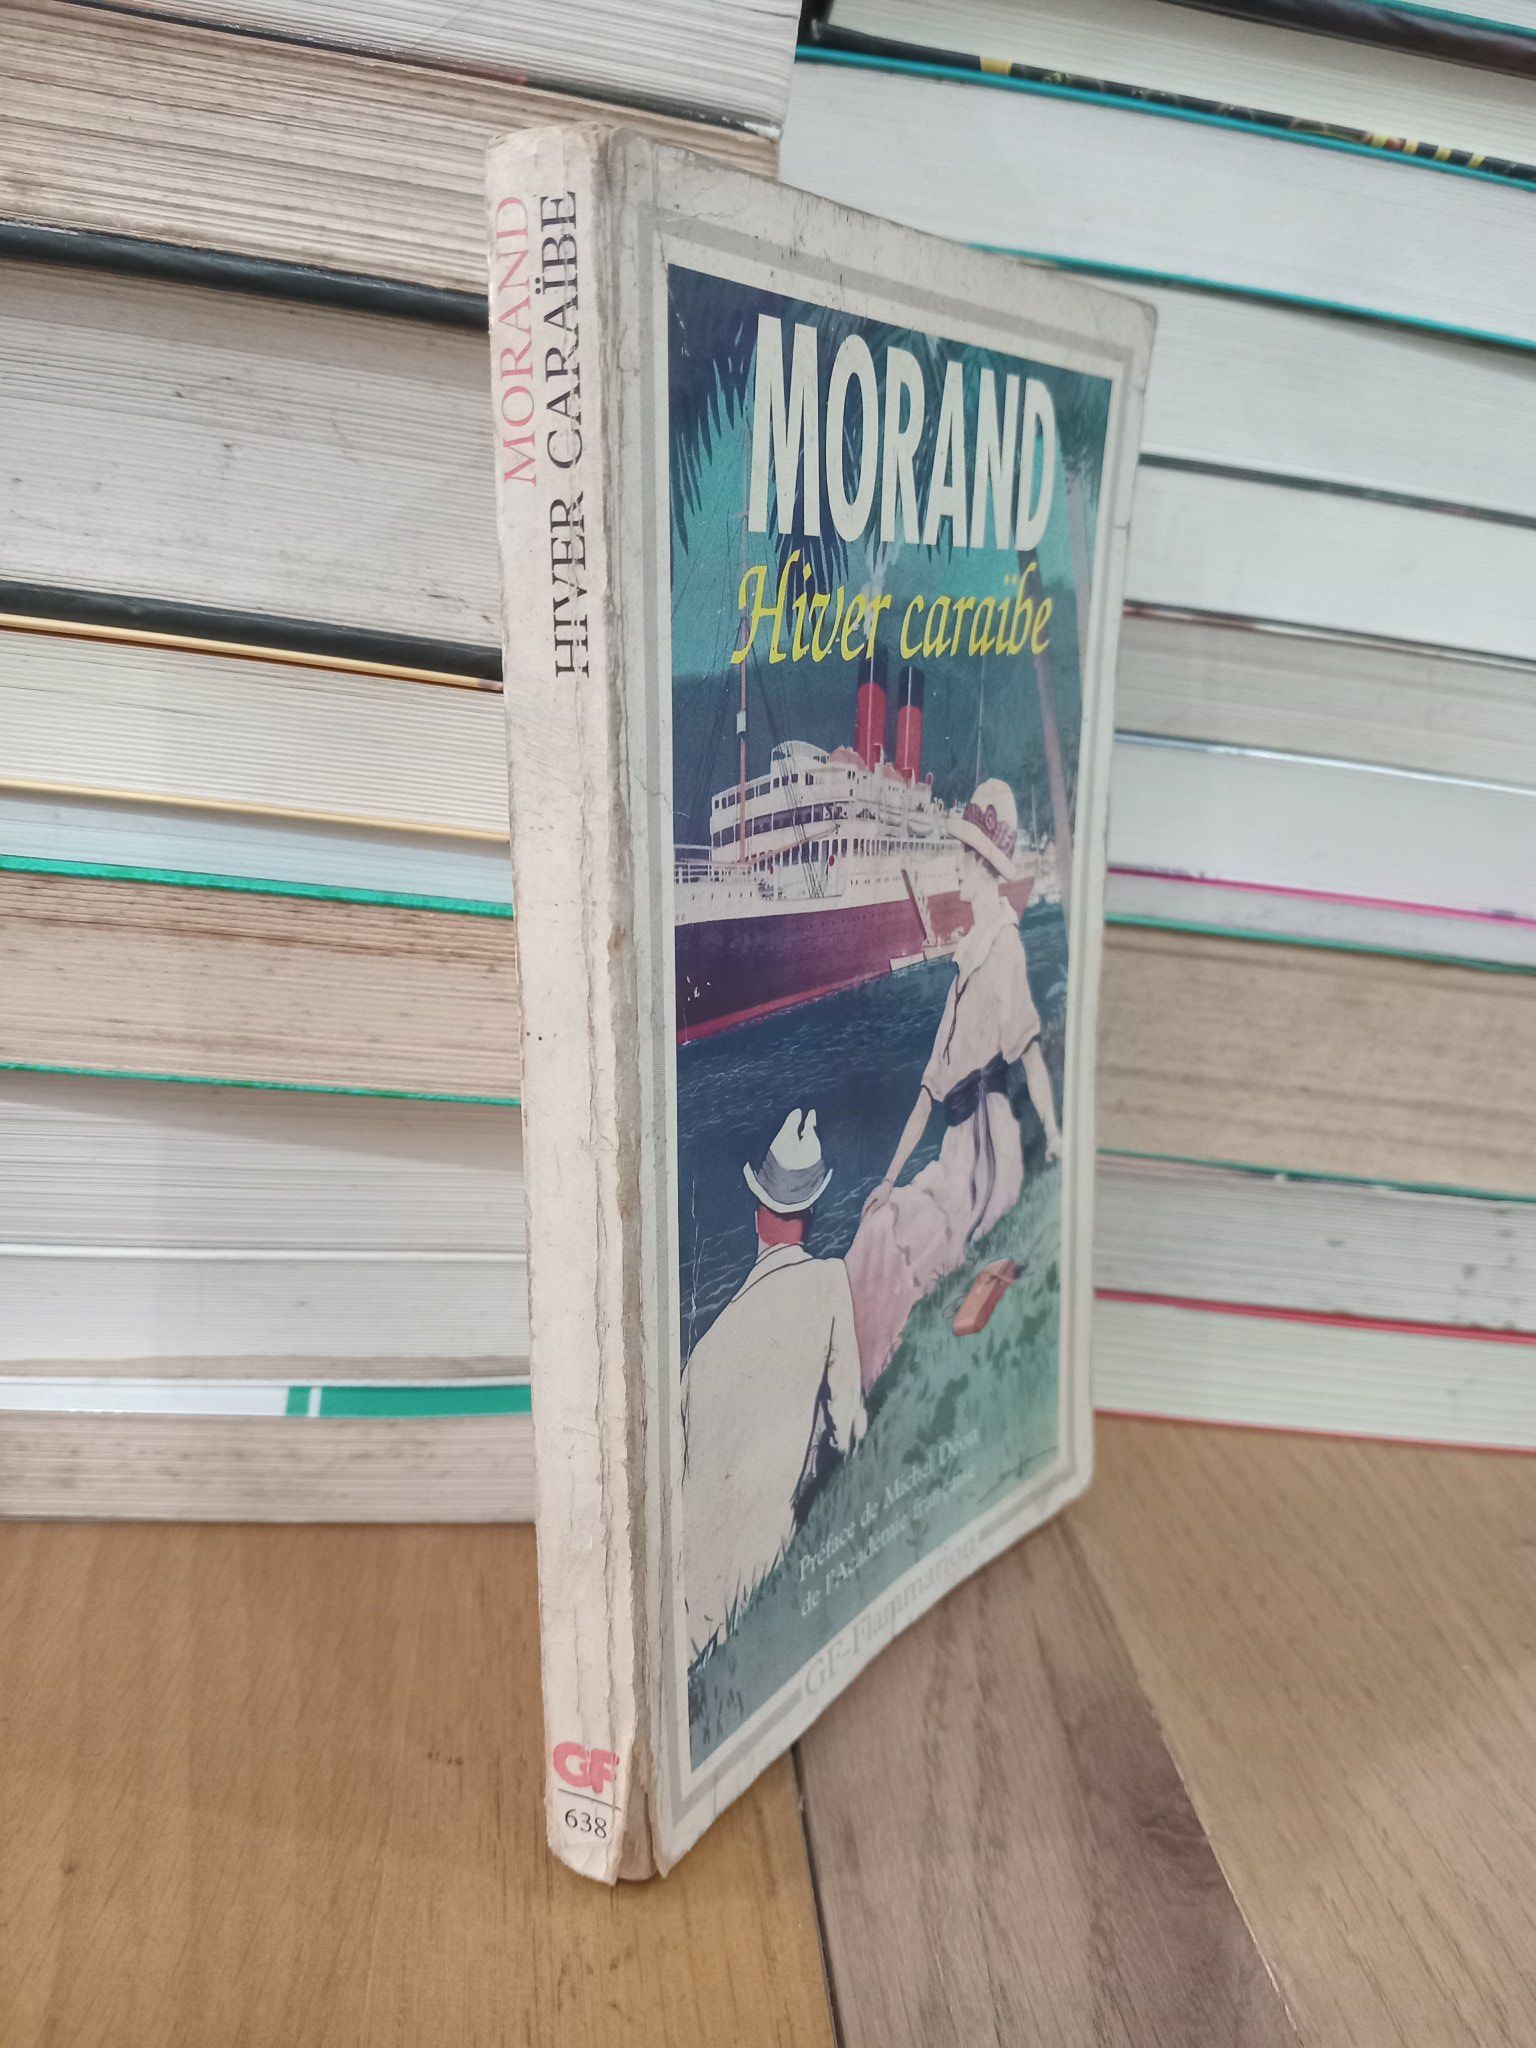 MORAND
HIVER CARAÏBE
GF
638
MORAND
Hiver caraïbe
Préface de Michel Déon
de l'Académie française
GF-Flammarion